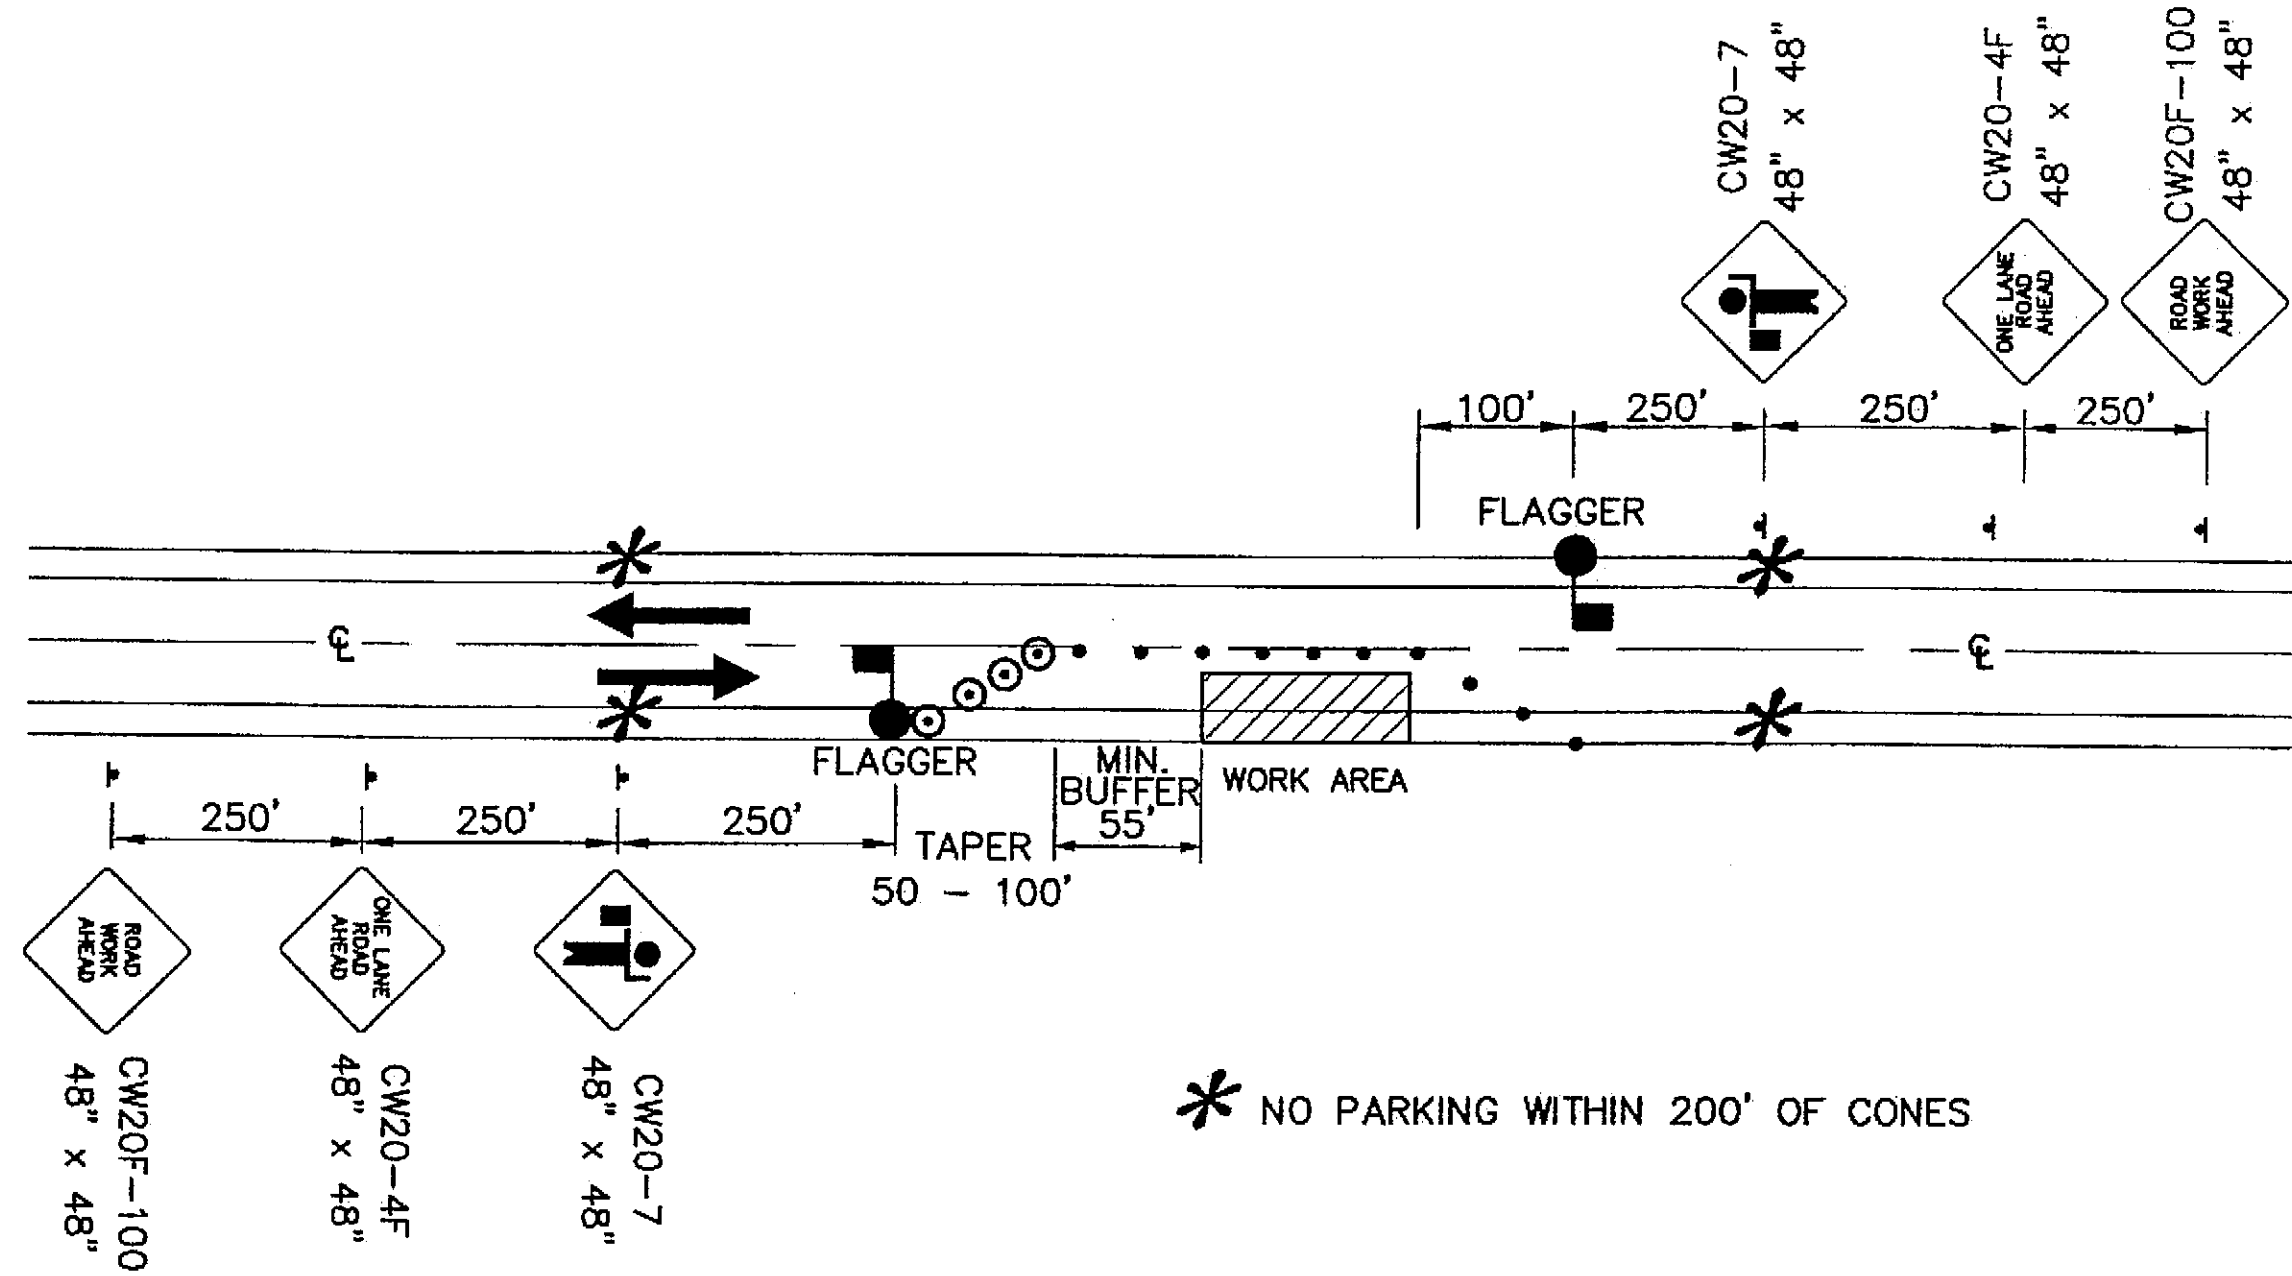 CW20-7
48" x 48"
CW20-4F
48" x 48"
CW20F-100
48" x 48"
ONE LANE
ROAD
AHEAD
ROAD
WORK
AHEAD
100'
250'
250'
250'
FLAGGER
℄
℄
FLAGGER
MIN.
BUFFER
55'
WORK AREA
250'
250'
250'
TAPER
50 - 100'
ROAD
WORK
AHEAD
ONE LANE
ROAD
AHEAD
CW20F-100
48" x 48"
CW20-4F
48" x 48"
CW20-7
48" x 48"
NO PARKING WITHIN 200' OF CONES